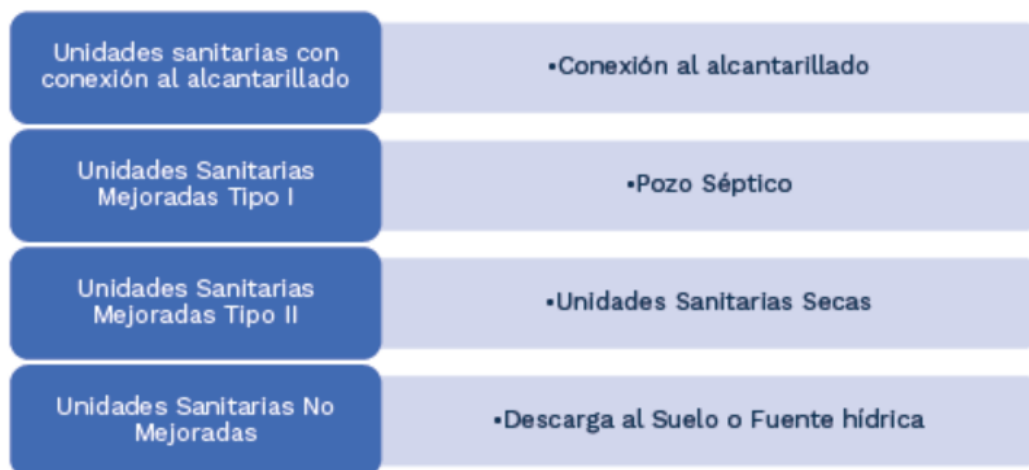 Unidades sanitarias con
conexión al alcantarillado
•Conexión al alcantarillado
Unidades Sanitarias
Mejoradas Tipo I
•Pozo Séptico
Unidades Sanitarias
Mejoradas Tipo II
•Unidades Sanitarias Secas
Unidades Sanitarias No
Mejoradas
•Descarga al Suelo o Fuente hídrica